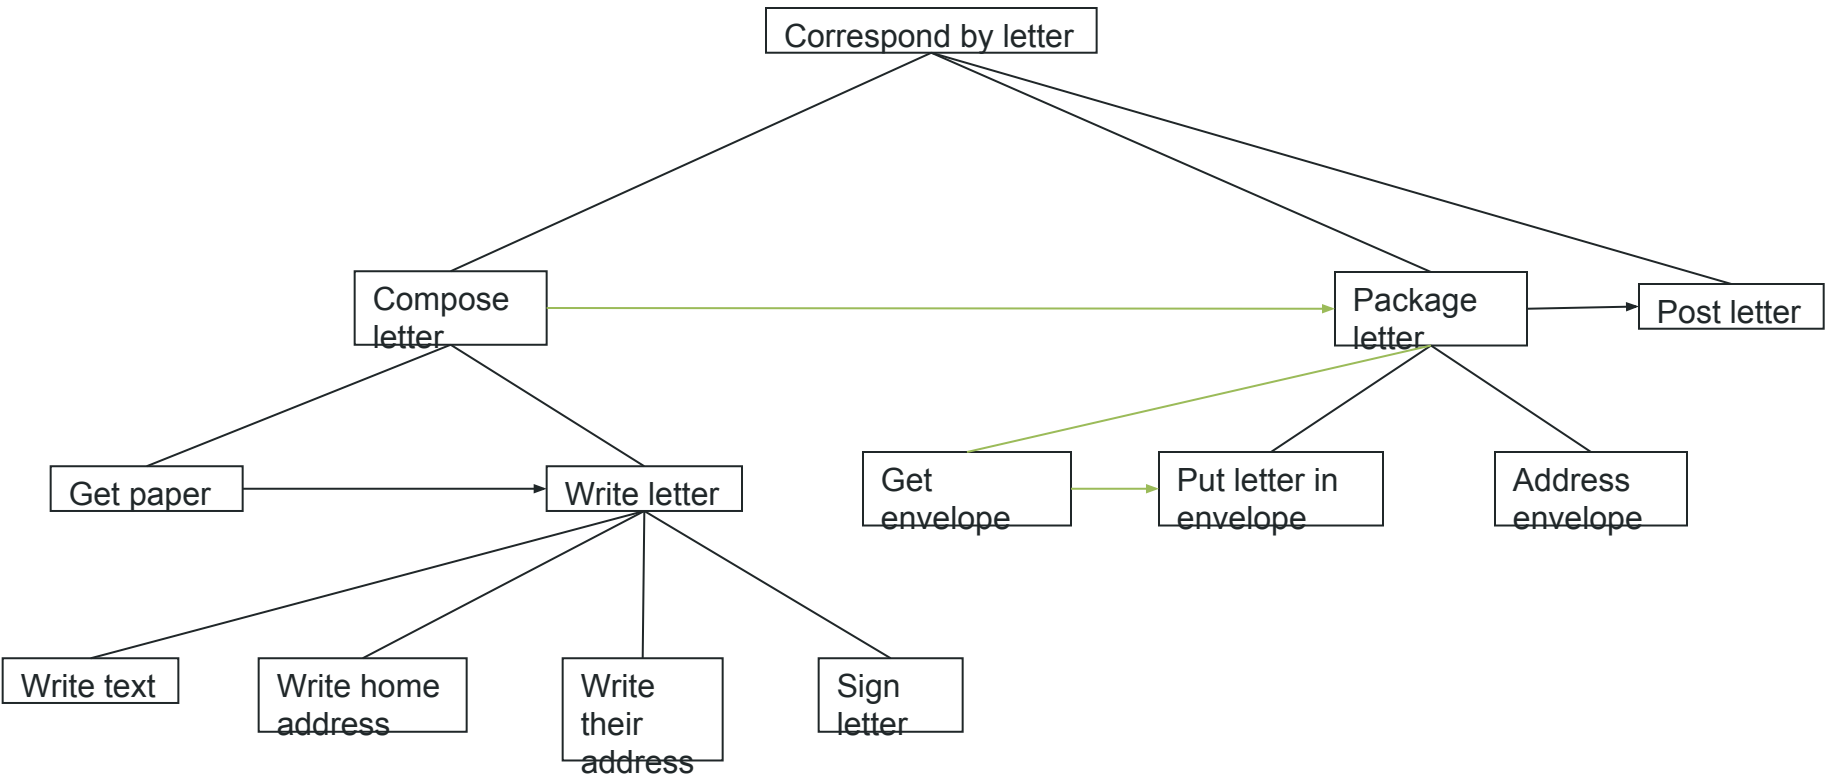 Correspond by letter
Compose
letter
Package
letter
Post letter
Get paper
Write letter
Get
envelope
Put letter in
envelope
Address
envelope
Write text
Write home
address
Write
their
address
Sign
letter